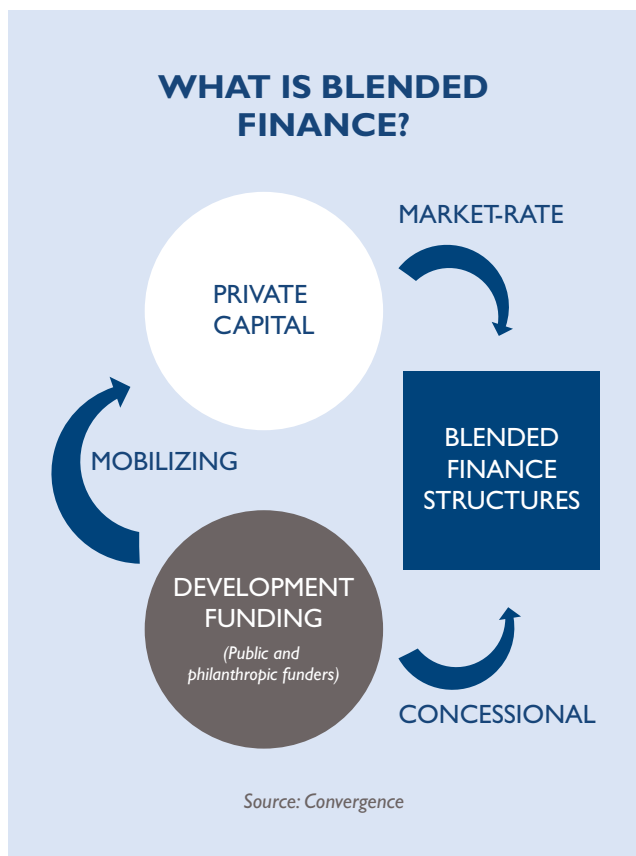 WHAT IS BLENDED
FINANCE?
MARKET-RATE
PRIVATE
CAPITAL
BLENDED
FINANCE
STRUCTURES
MOBILIZING
DEVELOPMENT
FUNDING
(Public and
philanthropic funders)
CONCESSIONAL
Source: Convergence